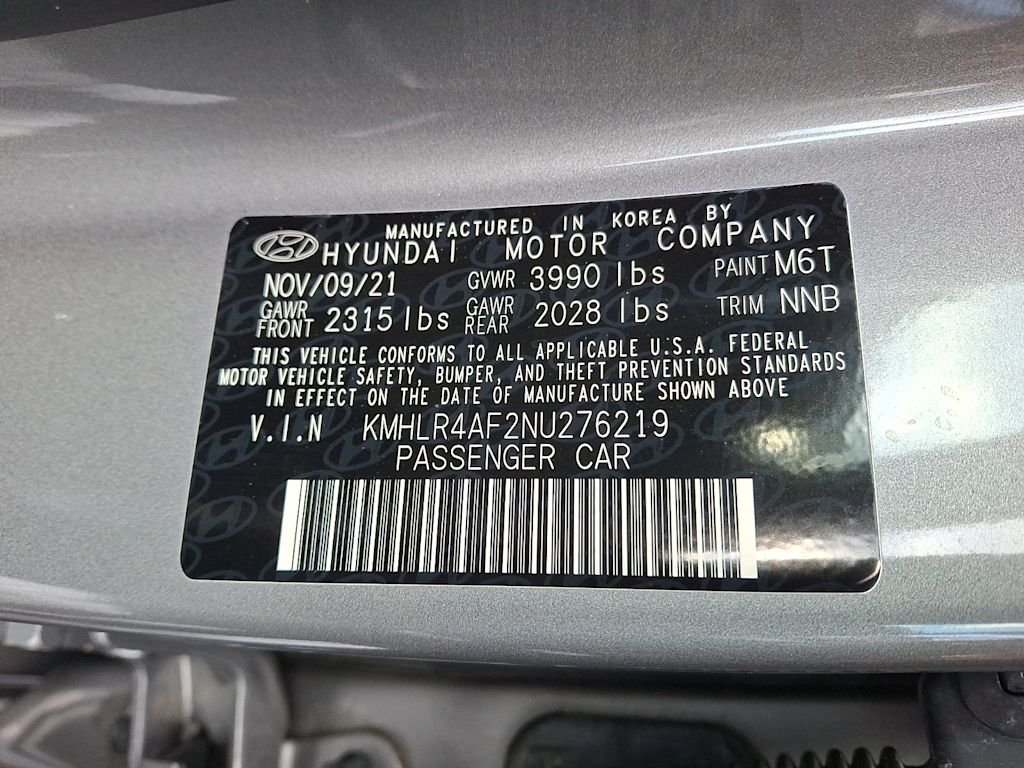 MANUFACTURED IN KOREA BY
HYUNDAI MOTOR COMPANY
NOV/09/21 GVWR 3990 lbs PAINT M6T
GAWR FRONT 2315 lbs GAWR REAR 2028 lbs TRIM NNB
THIS VEHICLE CONFORMS TO ALL APPLICABLE U.S.A. FEDERAL
MOTOR VEHICLE SAFETY, BUMPER, AND THEFT PREVENTION STANDARDS
IN EFFECT ON THE DATE OF MANUFACTURE SHOWN ABOVE
V.I.N KMHLR4AF2NU276219
PASSENGER CAR